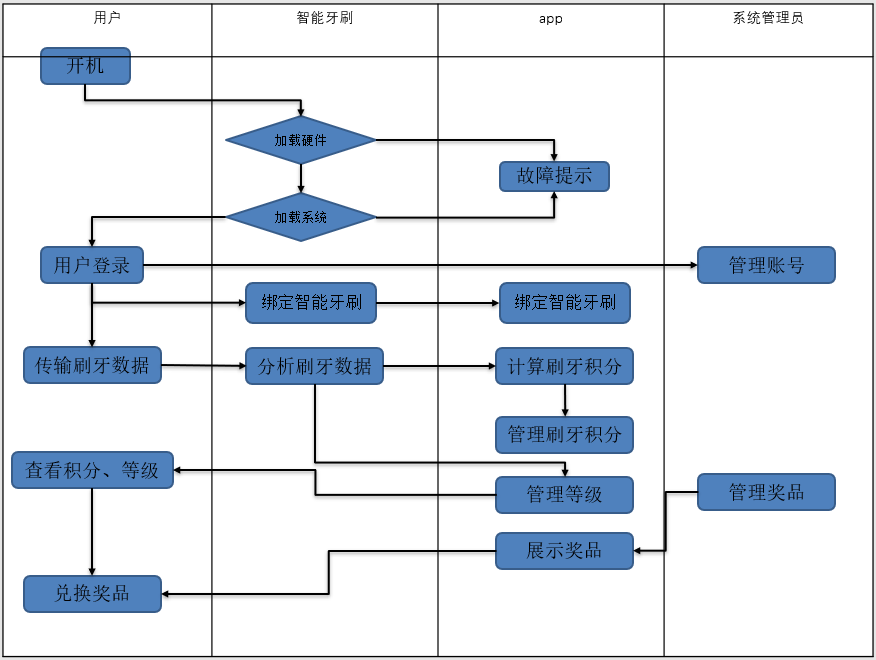 用户
智能牙刷
app
系统管理员
开机
加载硬件
故障提示
加载系统
用户登录
管理账号
绑定智能牙刷
绑定智能牙刷
传输刷牙数据
分析刷牙数据
计算刷牙积分
管理刷牙积分
查看积分、等级
管理等级
管理奖品
展示奖品
兑换奖品